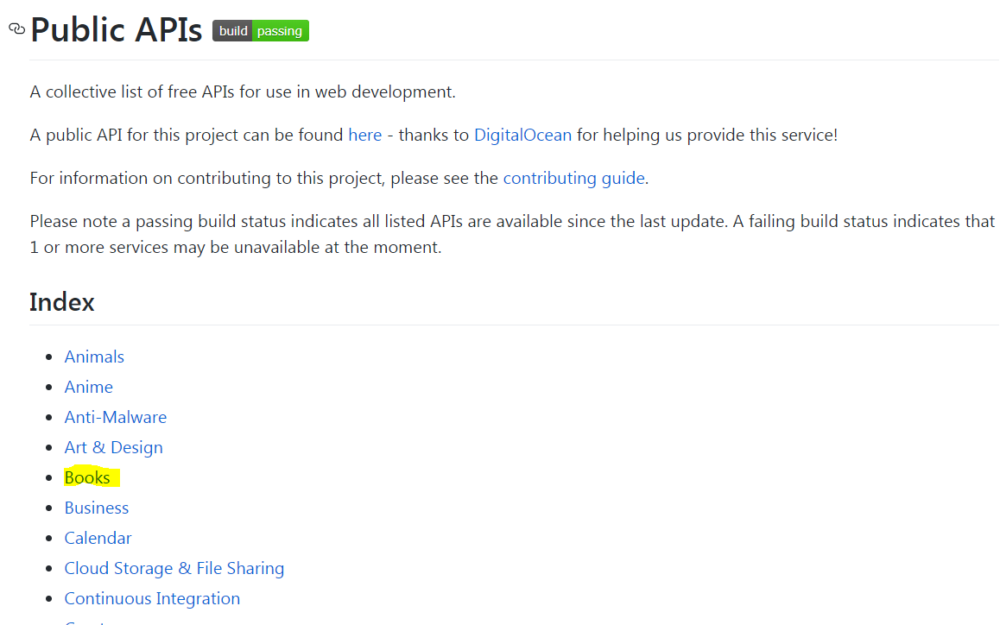 Public APIs build passing
A collective list of free APIs for use in web development.
A public API for this project can be found here - thanks to DigitalOcean for helping us provide this service!
For information on contributing to this project, please see the contributing guide.
Please note a passing build status indicates all listed APIs are available since the last update. A failing build status indicates that
1 or more services may be unavailable at the moment.
Index
Animals
Anime
Anti-Malware
Art & Design
Books
Business
Calendar
Cloud Storage & File Sharing
Continuous Integration